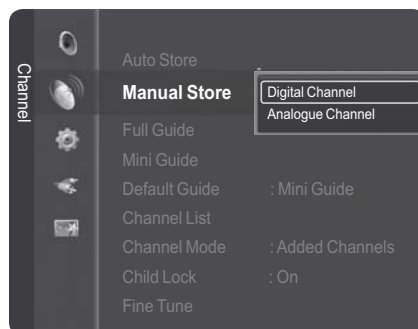 Channel
Auto Store
Manual Store
Digital Channel
Analogue Channel
Full Guide
Mini Guide
Default Guide : Mini Guide
Channel List
Channel Mode : Added Channels
Child Lock : On
Fine Tune